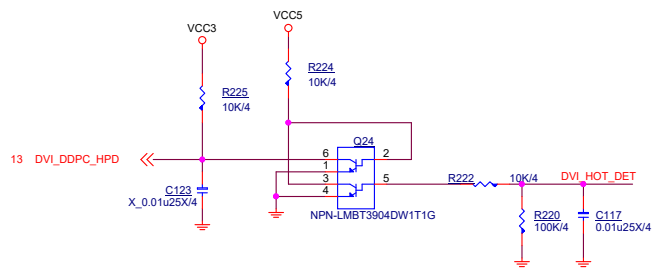 VCC3
VCC5
R224
10K/4
R225
10K/4
Q24
13 DVI_DDPC_HPD
6
2
1
R222
10K/4
DVI_HOT_DET
3
5
4
C123
X_0.01u25X/4
NPN-LMBT3904DW1T1G
R220
100K/4
C117
0.01u25X/4